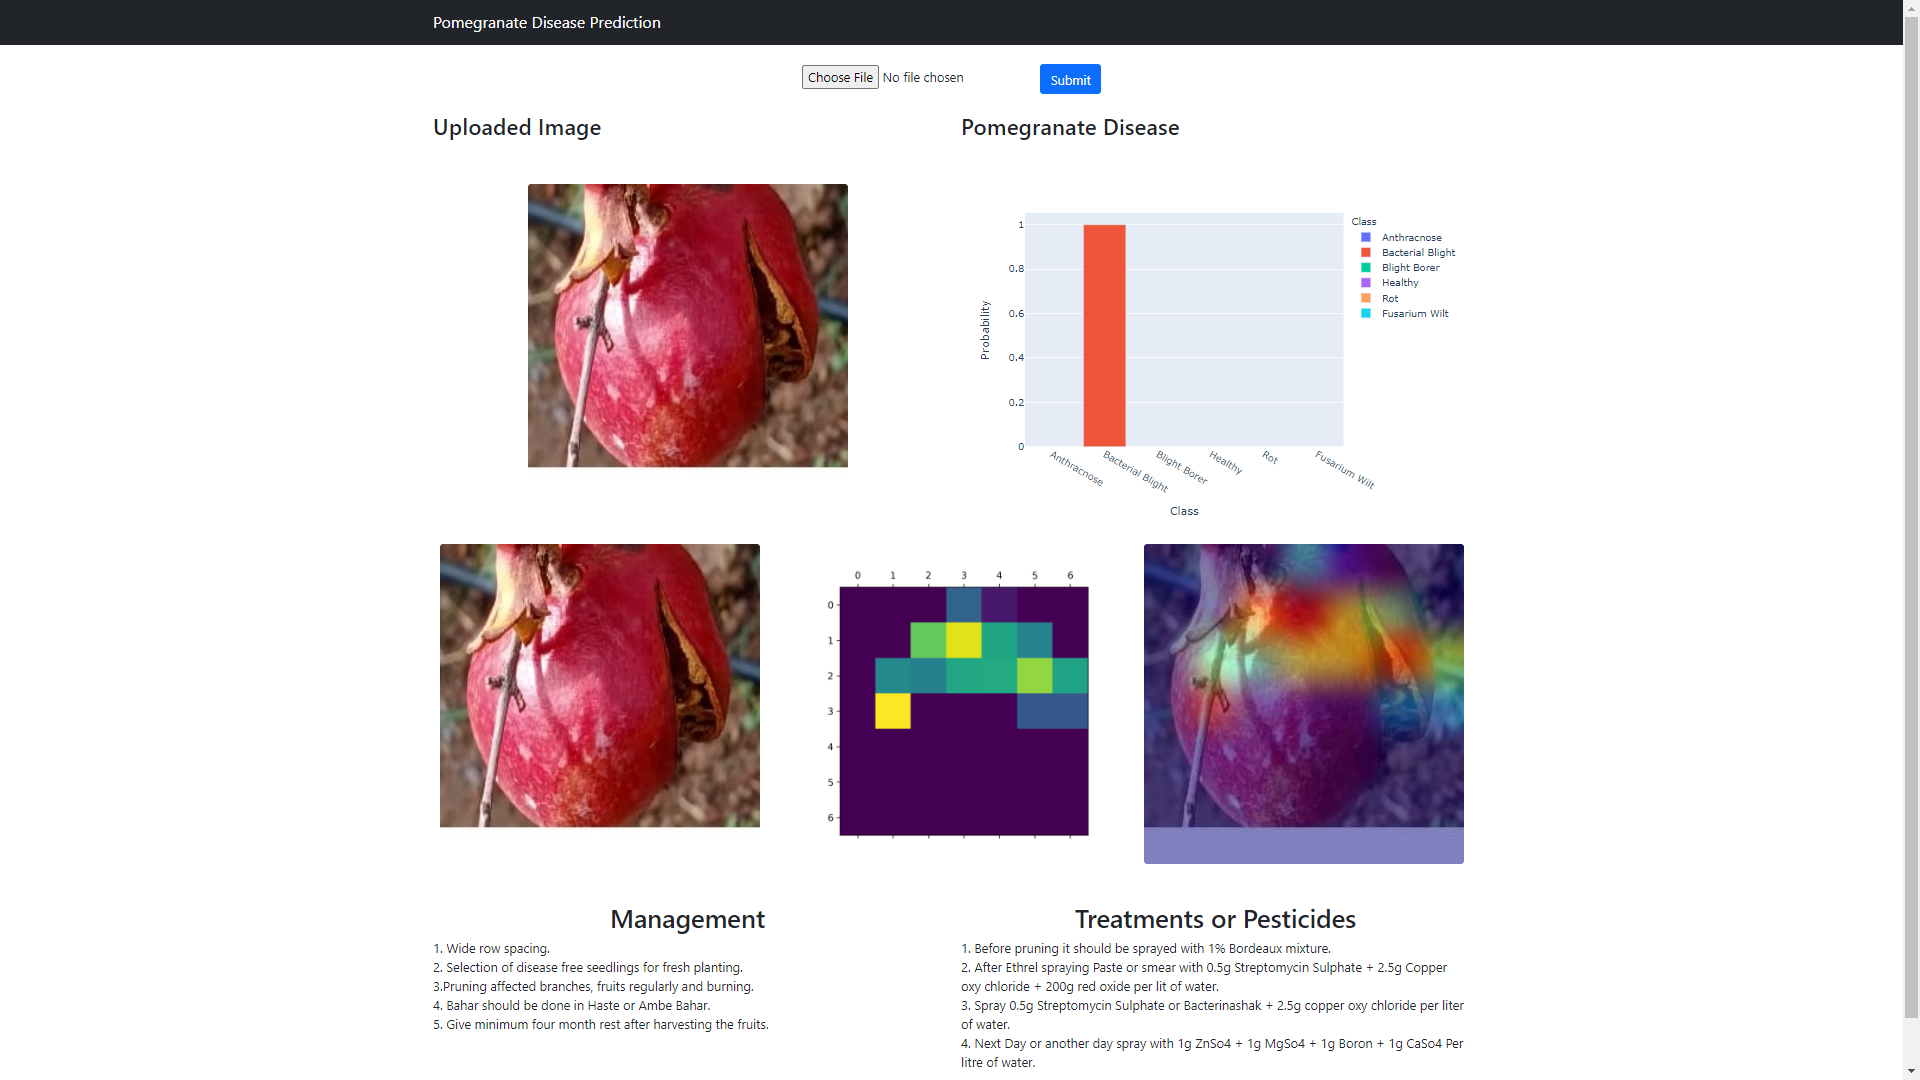 Pomegranate Disease Prediction
Choose File No file chosen
Submit
Uploaded Image
Pomegranate Disease
1
0.8
0.6
0.4
0.2
0
Probability
Anthracnose
Bacterial Blight
Blight Borer
Healthy
Rot
Fusarium Wilt
Class
Class
Anthracnose
Bacterial Blight
Blight Borer
Healthy
Rot
Fusarium Wilt
0 1 2 3 4 5 6
0
1
2
3
4
5
6
Management
1. Wide row spacing.
2. Selection of disease free seedlings for fresh planting.
3.Pruning affected branches, fruits regularly and burning.
4. Bahar should be done in Haste or Ambe Bahar.
5. Give minimum four month rest after harvesting the fruits.
Treatments or Pesticides
1. Before pruning it should be sprayed with 1% Bordeaux mixture.
2. After Ethrel spraying Paste or smear with 0.5g Streptomycin Sulphate + 2.5g Copper
oxy chloride + 200g red oxide per lit of water.
3. Spray 0.5g Streptomycin Sulphate or Bacterinashak + 2.5g copper oxy chloride per liter
of water.
4. Next Day or another day spray with 1g ZnSo4 + 1g MgSo4 + 1g Boron + 1g CaSo4 Per
litre of water.